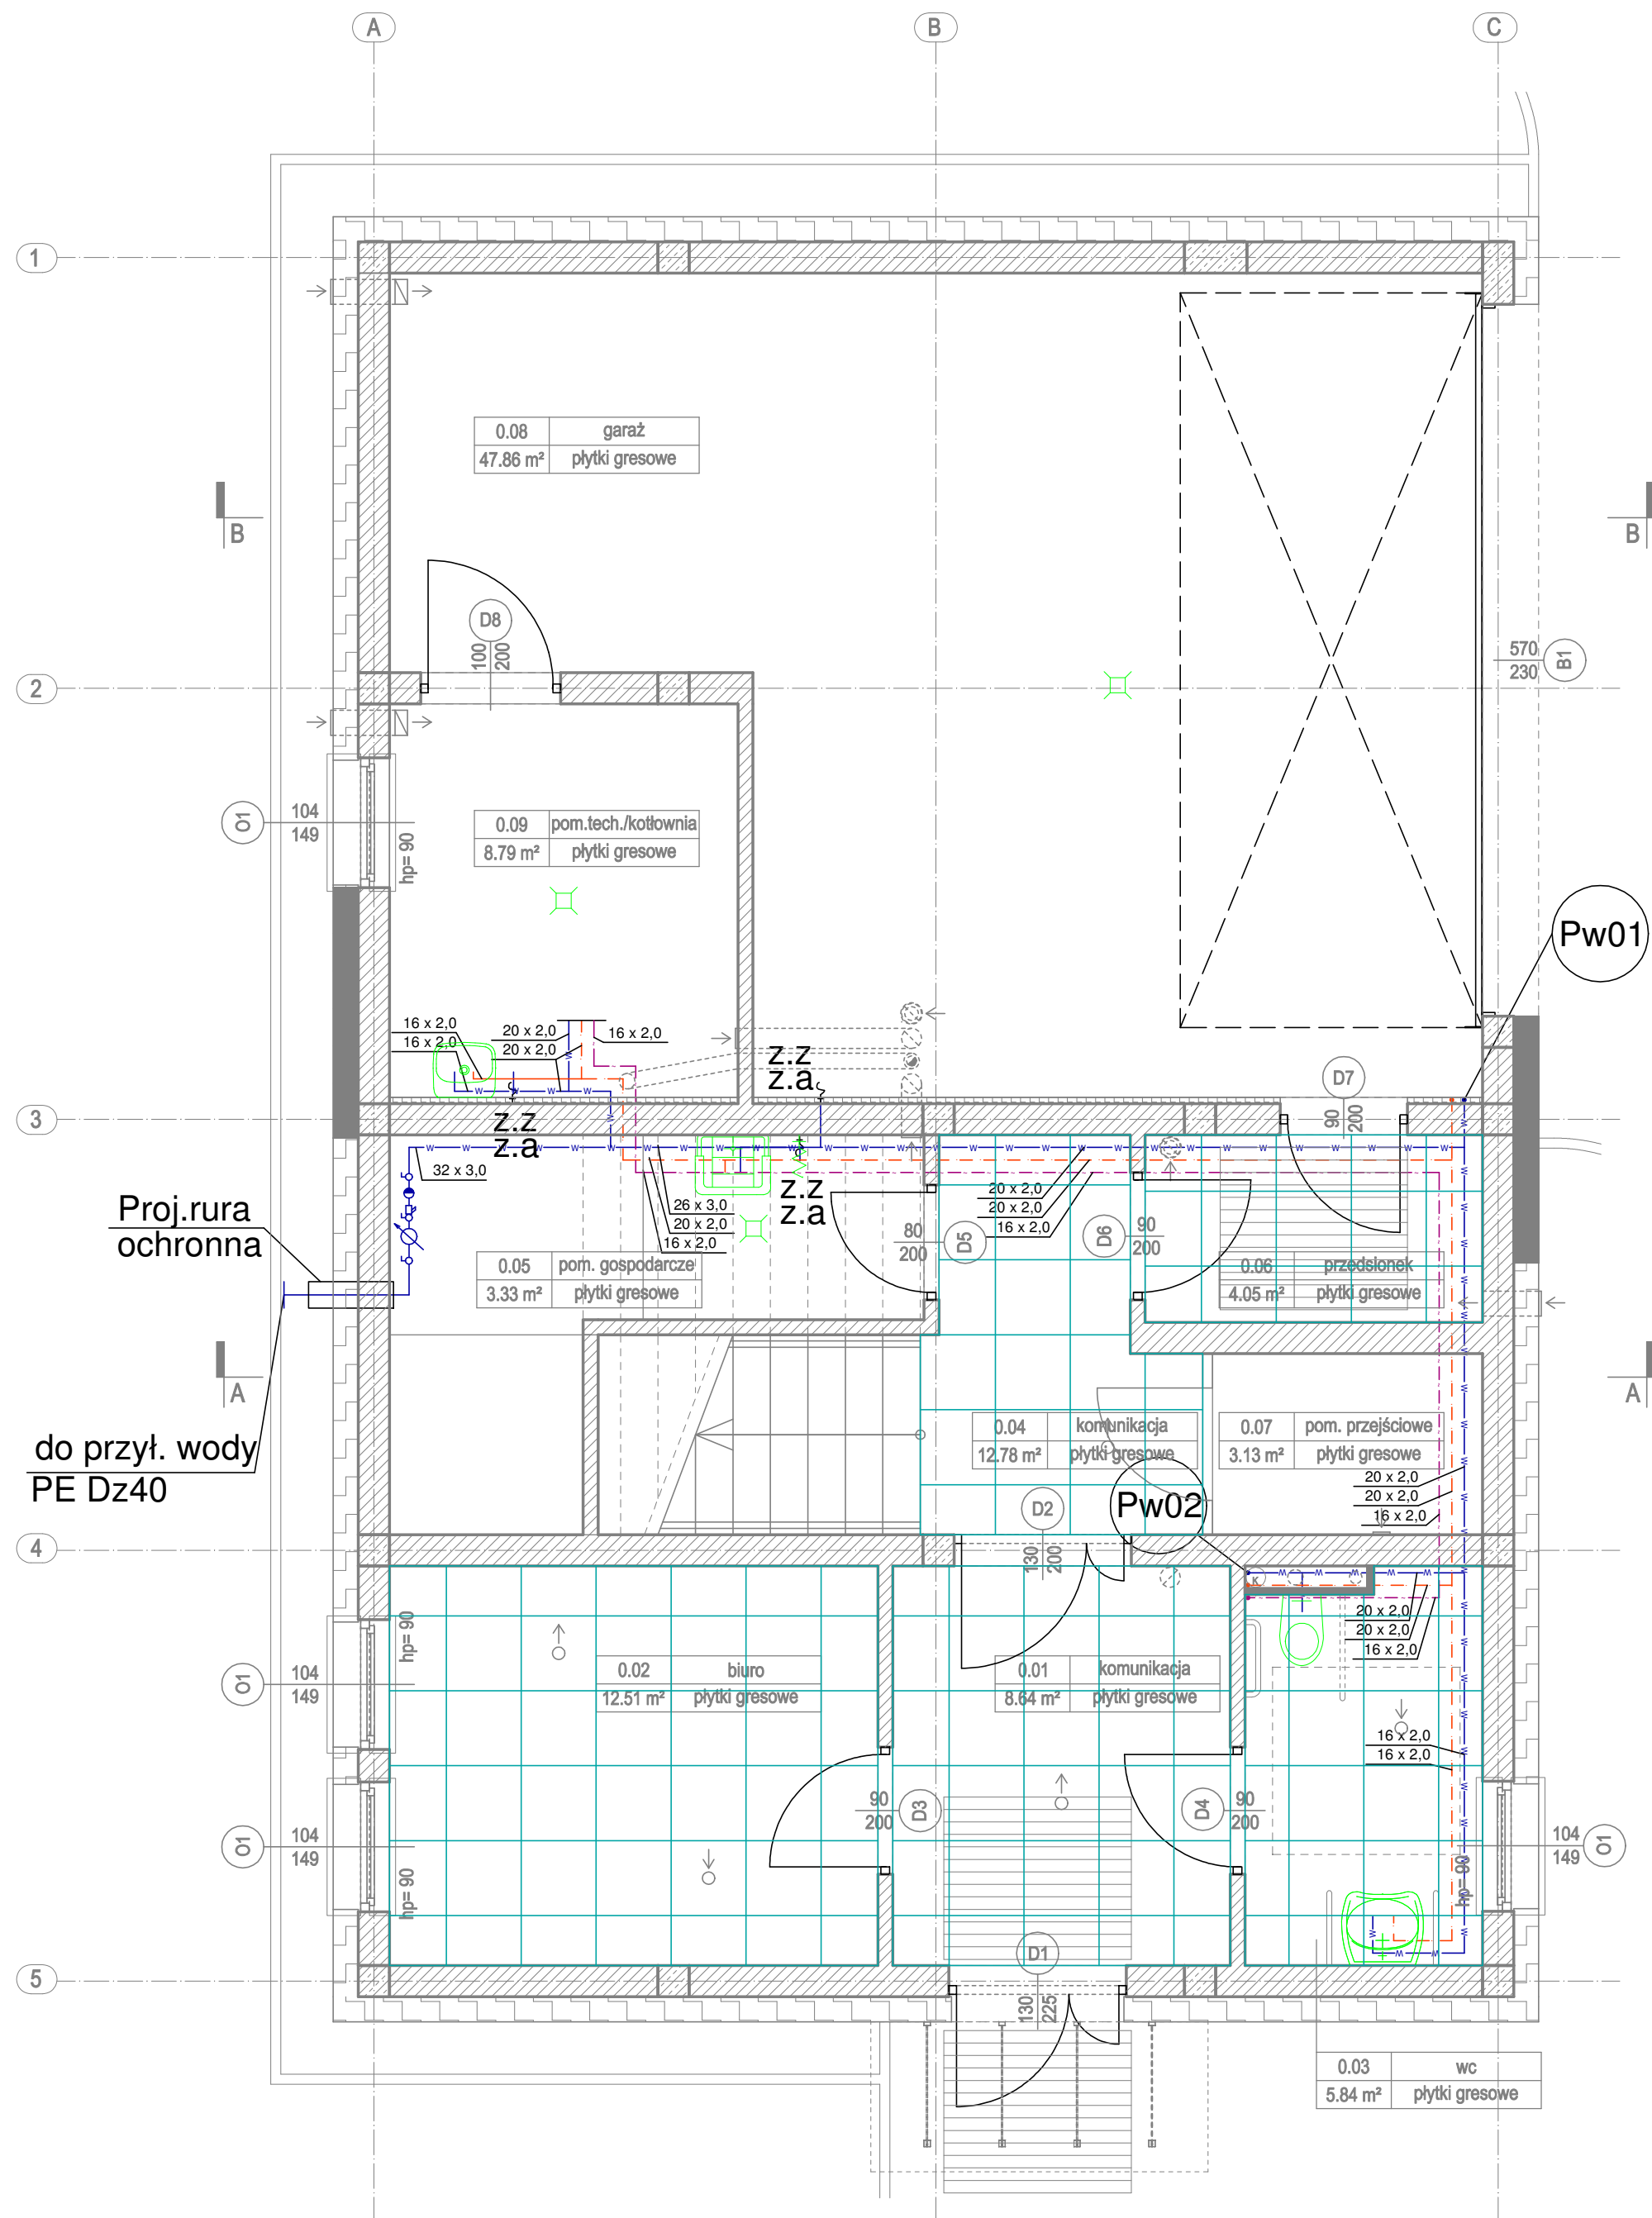 A
B
C
1
0.08 garaż
47.86 m² płytki gresowe
B
B
D8
100
200
570
230
B1
2
O1
104
149
hp= 90
0.09 pom.tech./kotłownia
8.79 m² płytki gresowe
Pw01
16 x 2,0
16 x 2,0
20 x 2,0
20 x 2,0
16 x 2,0
z.z
z.a
D7
90
200
3
z.z
z.a
32 x 3,0
z.z
z.a
26 x 3,0
20 x 2,0
16 x 2,0
20 x 2,0
20 x 2,0
16 x 2,0
Proj.rura
ochronna
80
200
D5
D6
90
200
0.05 pom. gospodarcze
3.33 m² płytki gresowe
0.06 przedsionek
4.05 m² płytki gresowe
A
A
0.04 komunikacja
12.78 m² płytki gresowe
0.07 pom. przejściowe
3.13 m² płytki gresowe
do przył. wody
PE Dz40
20 x 2,0
20 x 2,0
16 x 2,0
Pw02
D2
130
200
4
K
hp= 90
20 x 2,0
20 x 2,0
16 x 2,0
O1
104
149
0.02 biuro
12.51 m² płytki gresowe
0.01 komunikacja
8.64 m² płytki gresowe
16 x 2,0
16 x 2,0
90
200
D3
D4
90
200
O1
104
149
hp= 90
hp= 90
104
149
O1
D1
130
225
5
0.03 wc
5.84 m² płytki gresowe